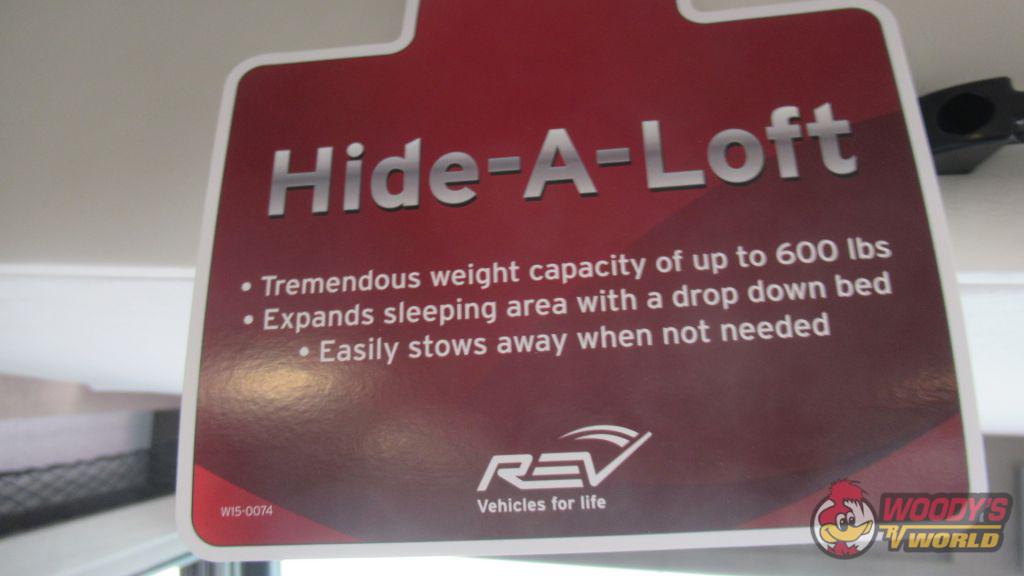 Hide-A-Loft
• Tremendous weight capacity of up to 600 lbs
• Expands sleeping area with a drop down bed
• Easily stows away when not needed
REV
Vehicles for life
W15-0074
WOODY'S
RV WORLD